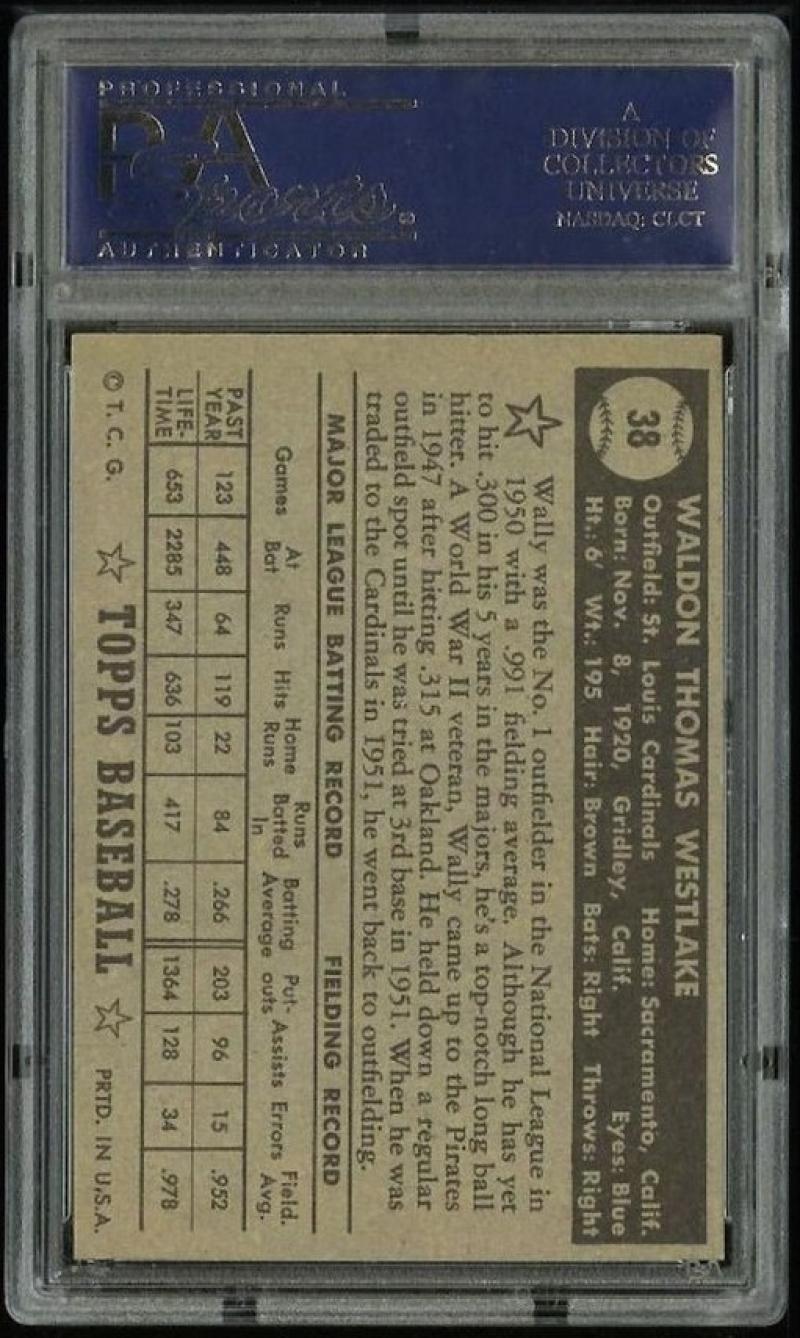 PROFESSIONAL
PSA
Sports
AUTHENTICATOR
A
DIVISION OF
COLLECTORS
UNIVERSE
NASDAQ: CLCT
38
WALDON THOMAS WESTLAKE
Outfield: St. Louis Cardinals Home: Sacramento, Calif.
Born: Nov. 8, 1920, Gridley, Calif. Eyes: Blue
Ht.: 6' Wt.: 195 Hair: Brown Bats: Right Throws: Right
Wally was the No. 1 outfielder in the National League in
1950 with a .991 fielding average. Although he has yet
to hit .300 in his 5 years in the majors, he's a top-notch long ball
hitter. A World War II veteran, Wally came up to the Pirates
in 1947 after hitting .315 at Oakland. He held down a regular
outfield spot until he was tried at 3rd base in 1951. When he was
traded to the Cardinals in 1951, he went back to outfielding.
MAJOR LEAGUE BATTING RECORD FIELDING RECORD
Games At Bat Runs Hits Home Runs Runs Batted In Batting Average Put-outs Assists Errors Field. Avg.
PAST YEAR 123 448 64 119 22 84 .266 203 96 15 .952
LIFE-TIME 653 2285 347 636 103 417 .278 1364 128 34 .978
© T. C. G. ☆ TOPPS BASEBALL ☆ PRTD. IN U.S.A.